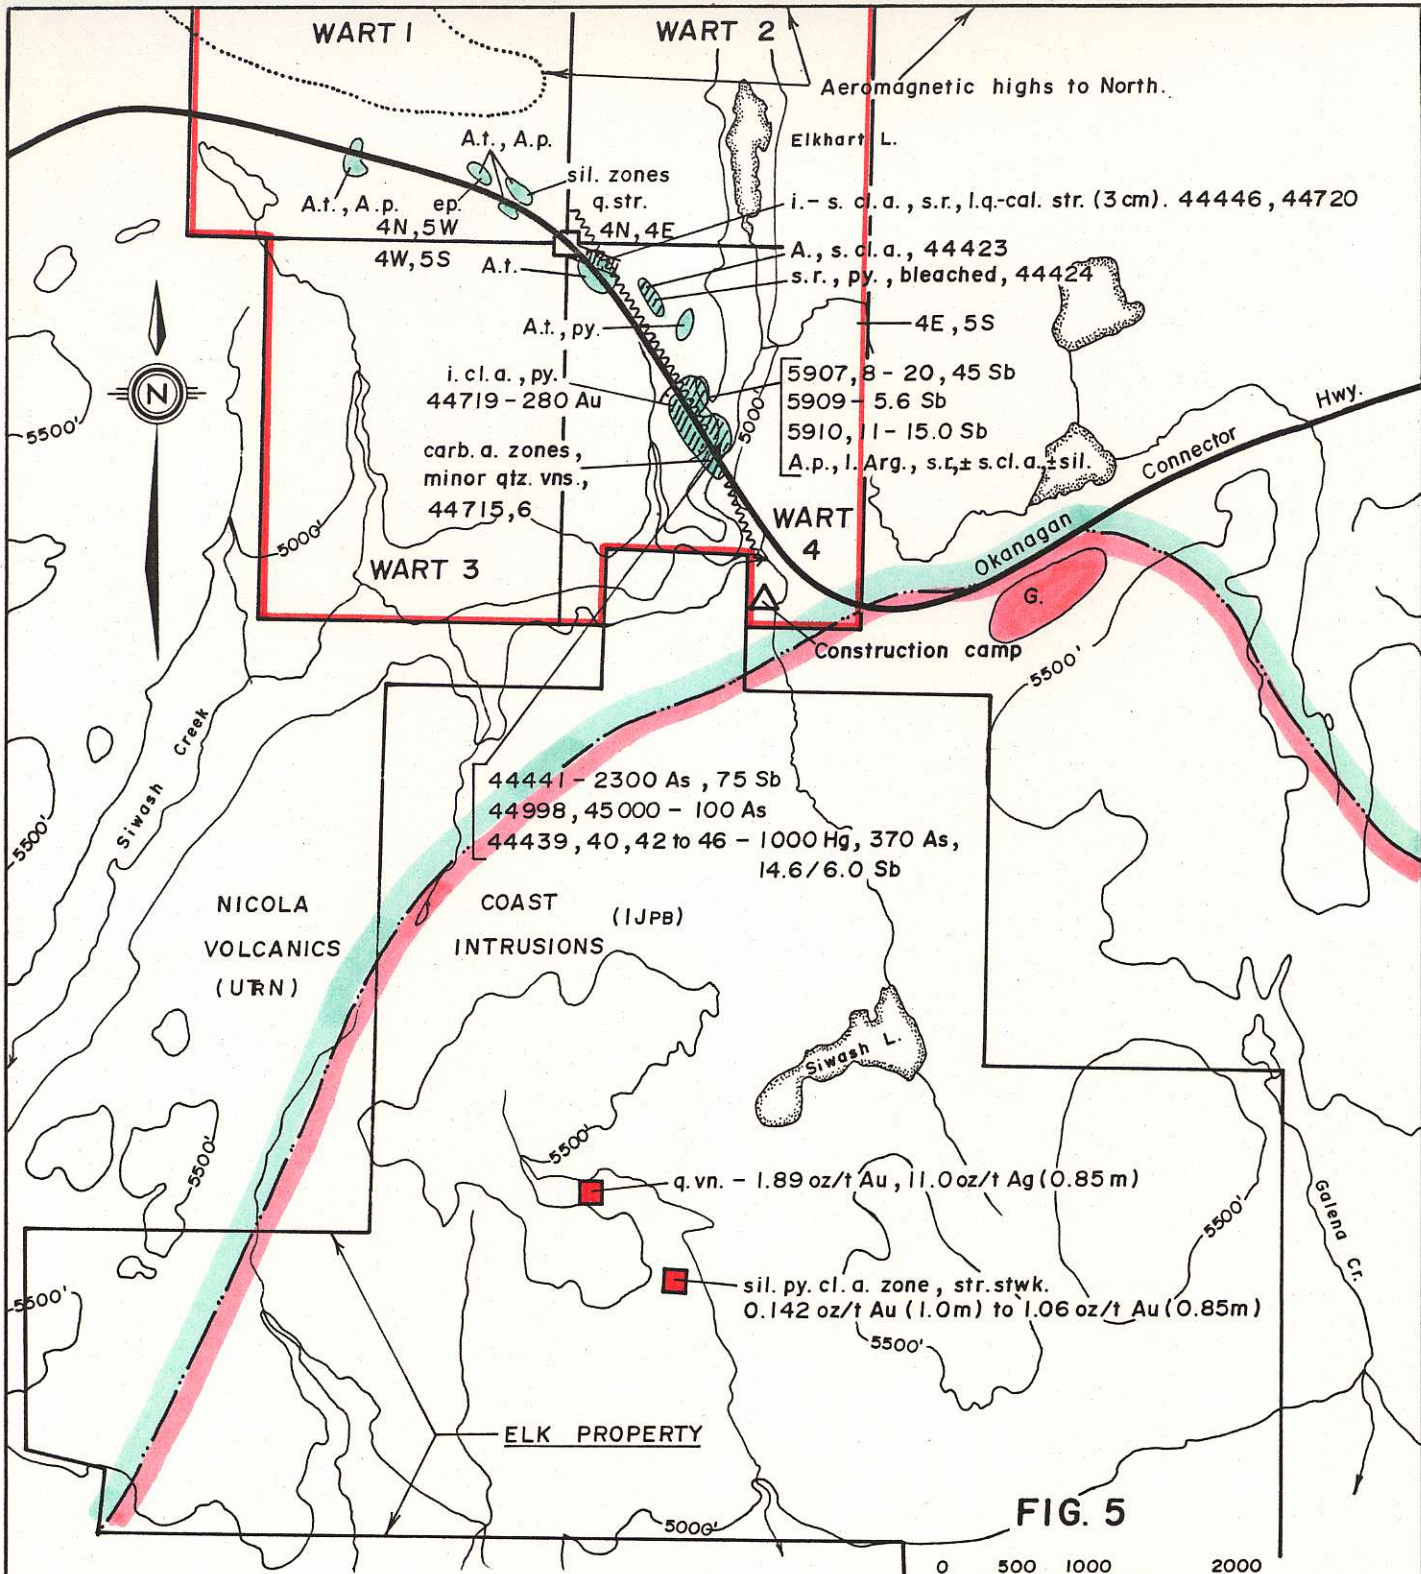 WART 1
WART 2
Aeromagnetic highs to North.
Elkhart L.
A.t., A.p.
sil. zones
q. str.
4N, 4E
i.- s. cl. a., s.r., l.q.-cal. str. (3 cm). 44446, 44720
A.t., A.p.
ep.
4N, 5W
4W, 5S
A.t.
A., s. cl. a., 44423
s.r., py., bleached, 44424
4E, 5S
A.t., py.
N
i. cl. a., py.
44719 - 280 Au
5907, 8 - 20, 45 Sb
5909 - 5.6 Sb
5910, 11 - 15.0 Sb
A.p., l. Arg., s.r, ± s. cl. a. ± sil.
5000'
5500'
carb. a. zones,
minor qtz. vns.,
44715, 6
Okanagan Connector Hwy.
WART
4
5000'
WART 3
G.
Construction camp
5500'
Siwash Creek
44441 - 2300 As, 75 Sb
44998, 45000 - 100 As
44439, 40, 42 to 46 - 1000 Hg, 370 As,
14.6/6.0 Sb
5500'
NICOLA
VOLCANICS
(UTRN)
COAST
INTRUSIONS
(IJPB)
Siwash L.
5500'
5500'
q. vn. - 1.89 oz/t Au, 11.0 oz/t Ag (0.85 m)
5500'
Galena Cr.
sil. py. cl. a. zone, str. stwk.
0.142 oz/t Au (1.0m) to 1.06 oz/t Au (0.85m)
5500'
5500'
ELK PROPERTY
FIG. 5
5000'
0 500 1000 2000